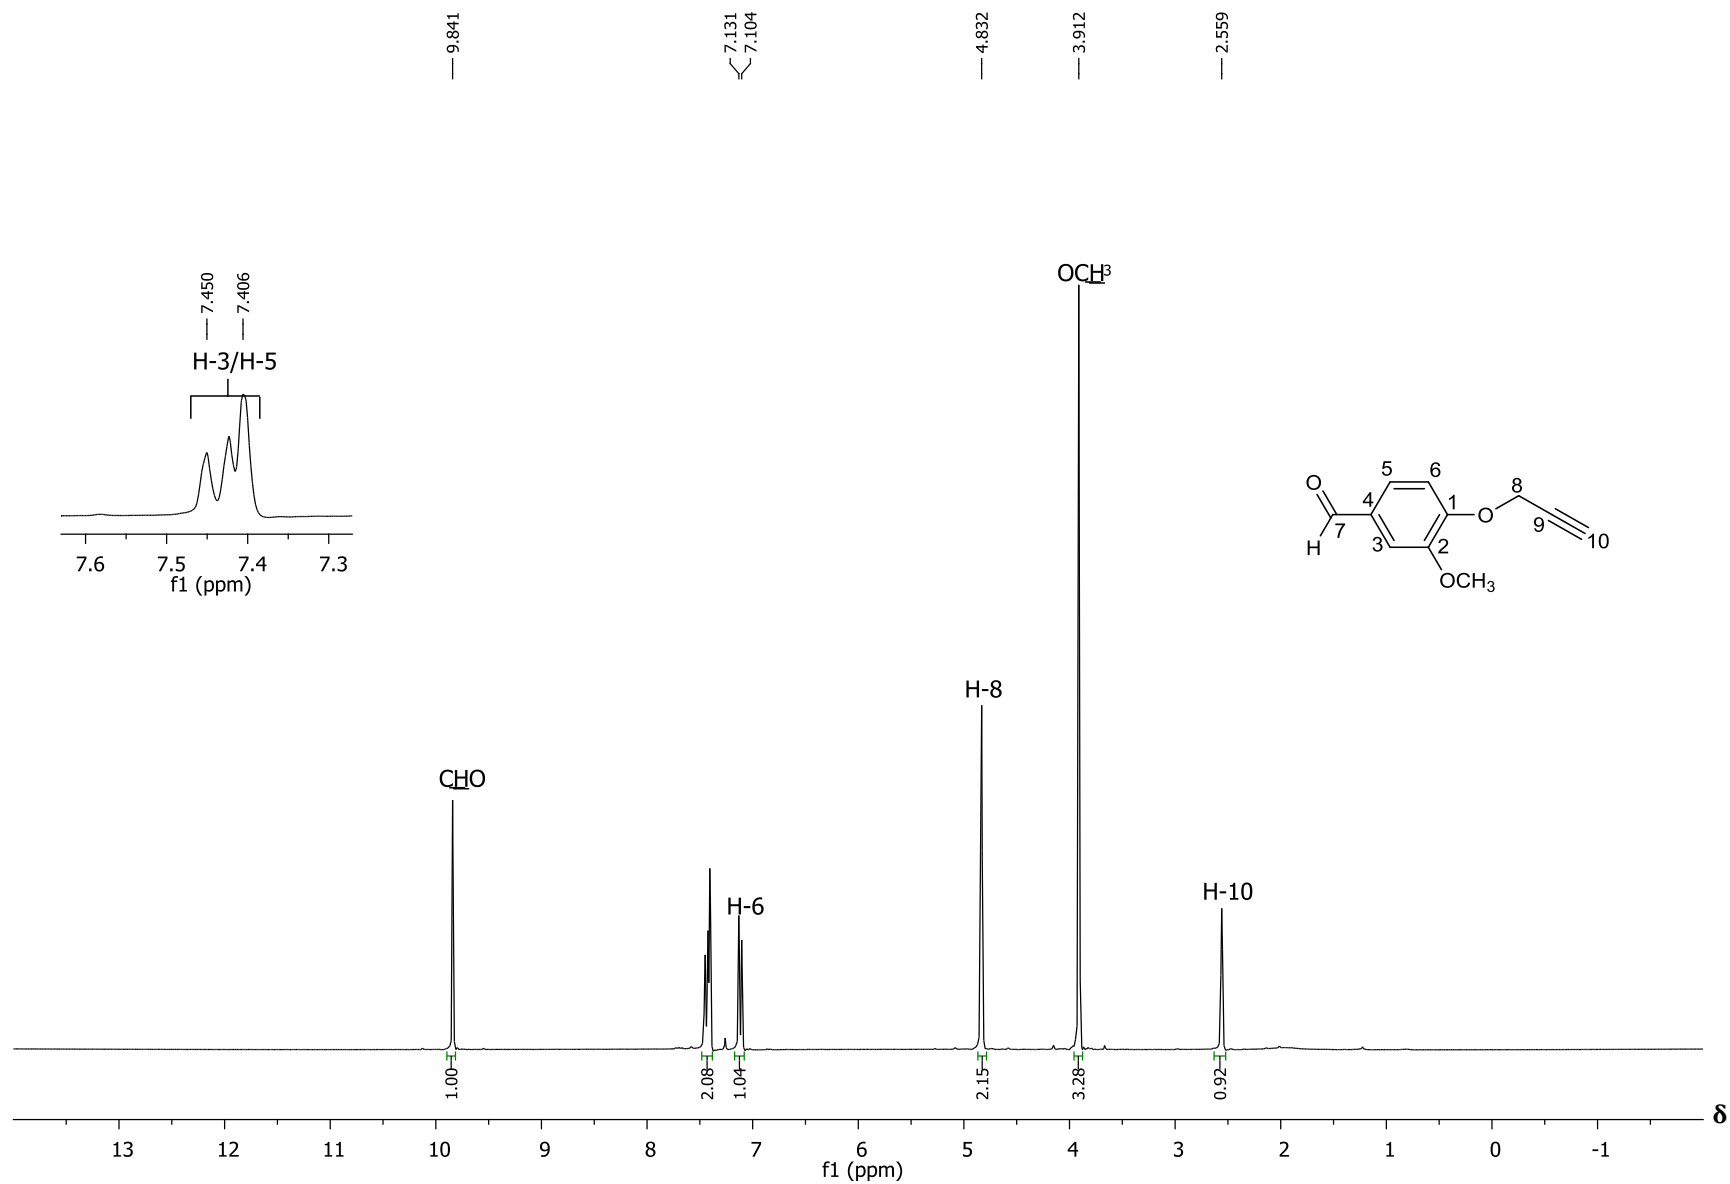 9.841
7.131
7.104
4.832
3.912
2.559
OCH3
7.450
7.406
H-3/H-5
7.6 7.5 7.4 7.3
f1 (ppm)
O
H
7
4
5
6
3
2
1
O
8
9
10
OCH3
H-8
CHO
H-6
H-10
1.00
2.08
1.04
2.15
3.28
0.92
δ
13 12 11 10 9 8 7 6 5 4 3 2 1 0 -1
f1 (ppm)